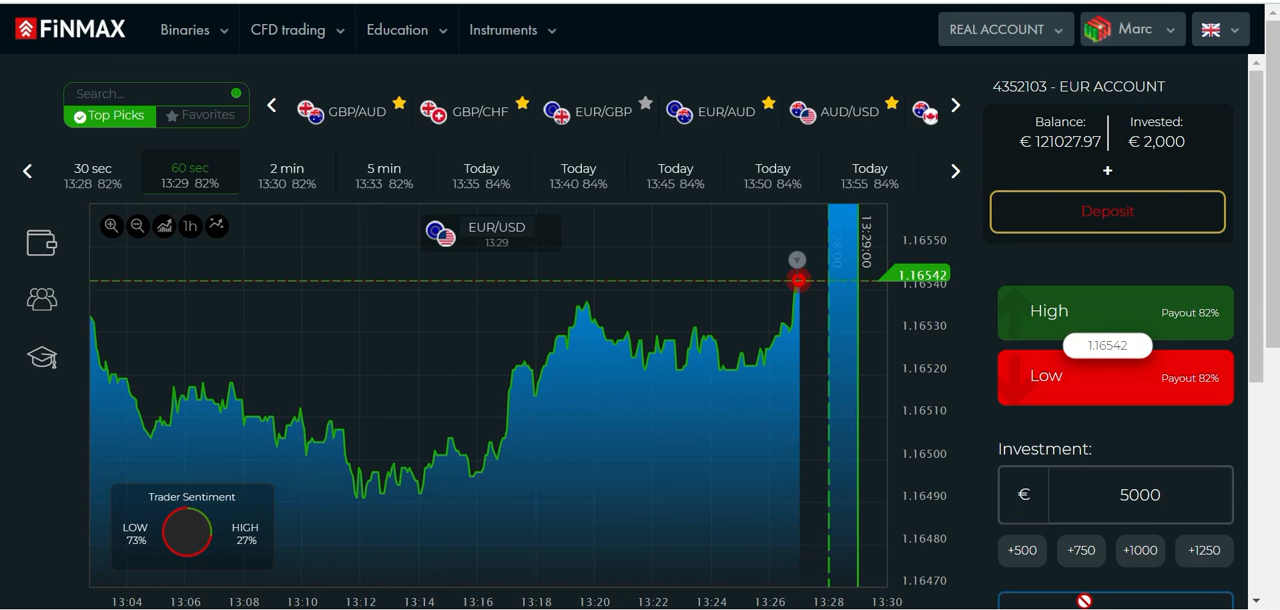 FiNMAX
Binaries
CFD trading
Education
Instruments
REAL ACCOUNT
Marc
Search...
Top Picks
Favorites
GBP/AUD
GBP/CHF
EUR/GBP
EUR/AUD
AUD/USD
30 sec
13:28 82%
60 sec
13:29 82%
2 min
13:30 82%
5 min
13:33 82%
Today
13:35 84%
Today
13:40 84%
Today
13:45 84%
Today
13:50 84%
Today
13:55 84%
4352103 - EUR ACCOUNT
Balance:
€ 121027.97
Invested:
€ 2,000
+
Deposit
1h
EUR/USD
13:29
13:28:00
13:29:00
1.16550
1.16542
1.16540
1.16530
1.16520
1.16510
1.16500
1.16490
1.16480
1.16470
High
Payout 82%
1.16542
Low
Payout 82%
Investment:
€
5000
+500
+750
+1000
+1250
Trader Sentiment
LOW
73%
HIGH
27%
13:04
13:06
13:08
13:10
13:12
13:14
13:16
13:18
13:20
13:22
13:24
13:26
13:28
13:30